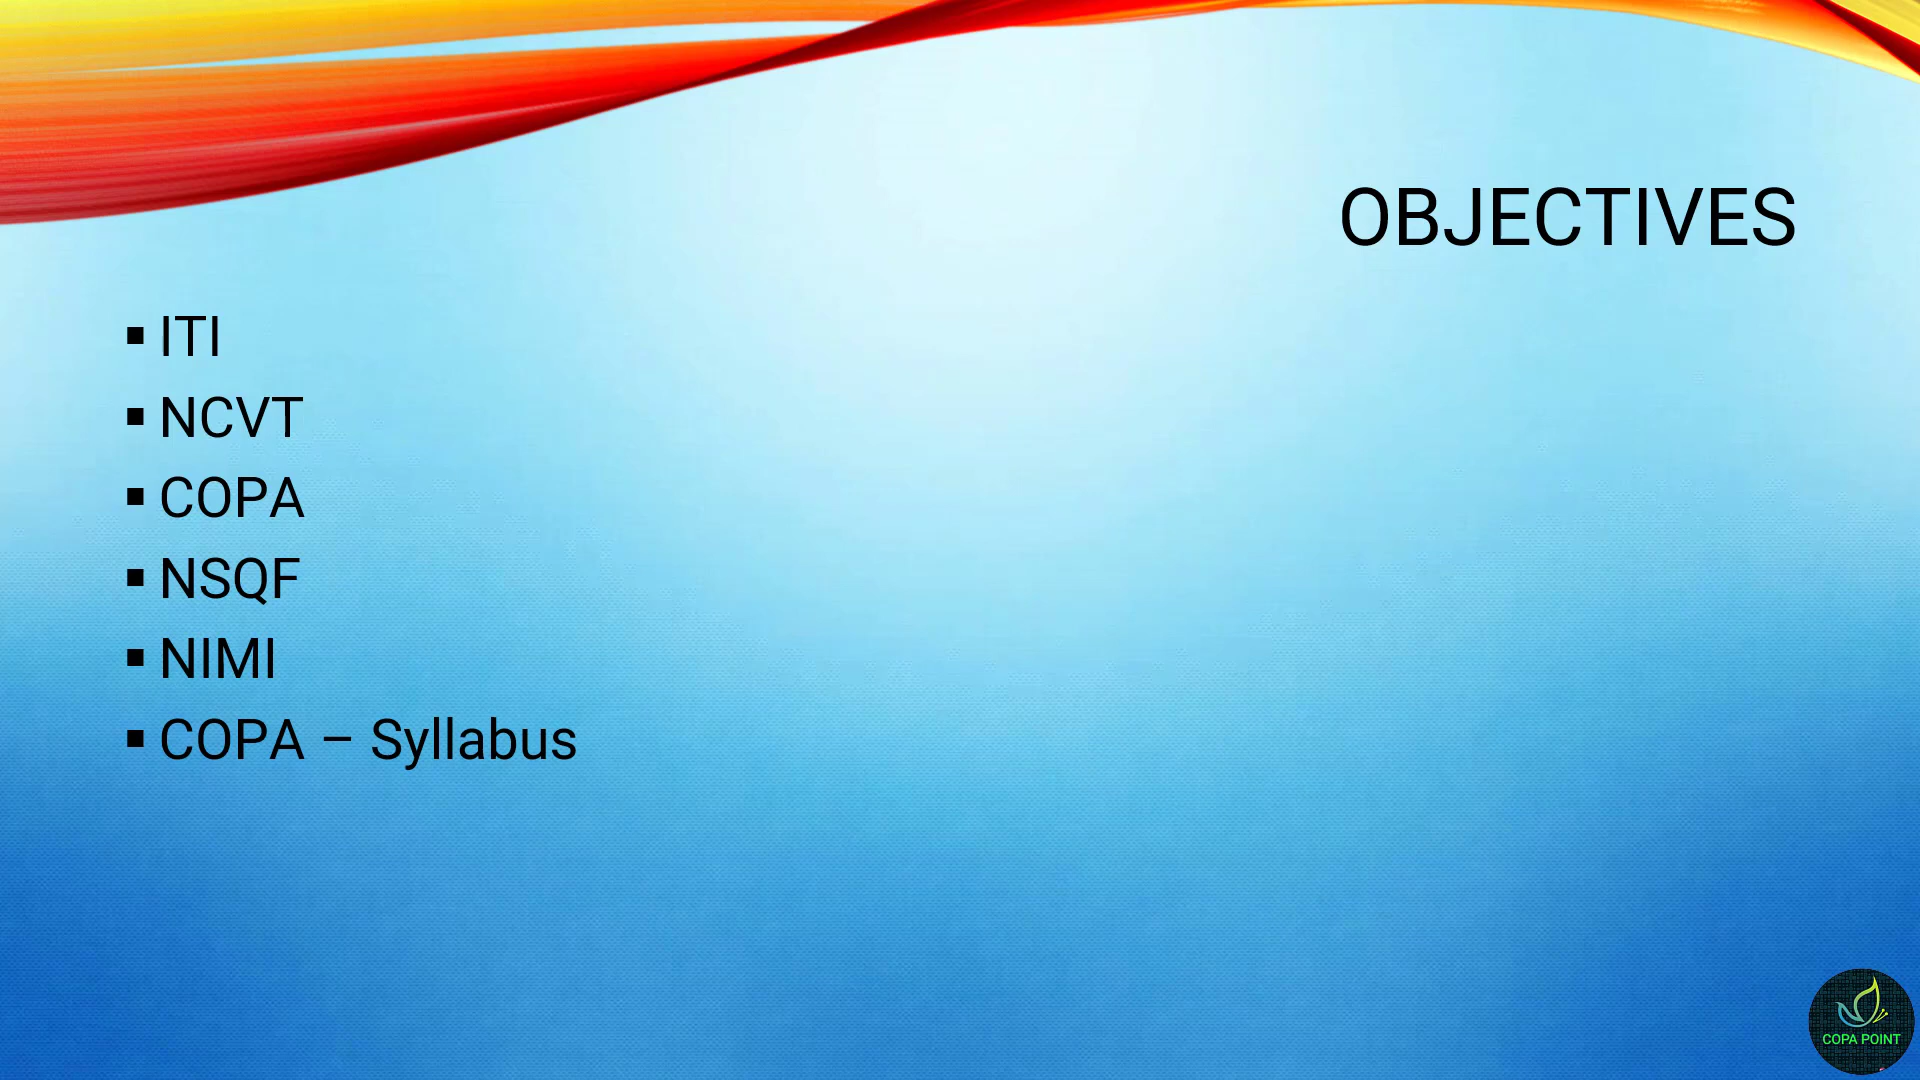 OBJECTIVES
▪ ITI
▪ NCVT
▪ COPA
▪ NSQF
▪ NIMI
▪ COPA – Syllabus
COPA POINT